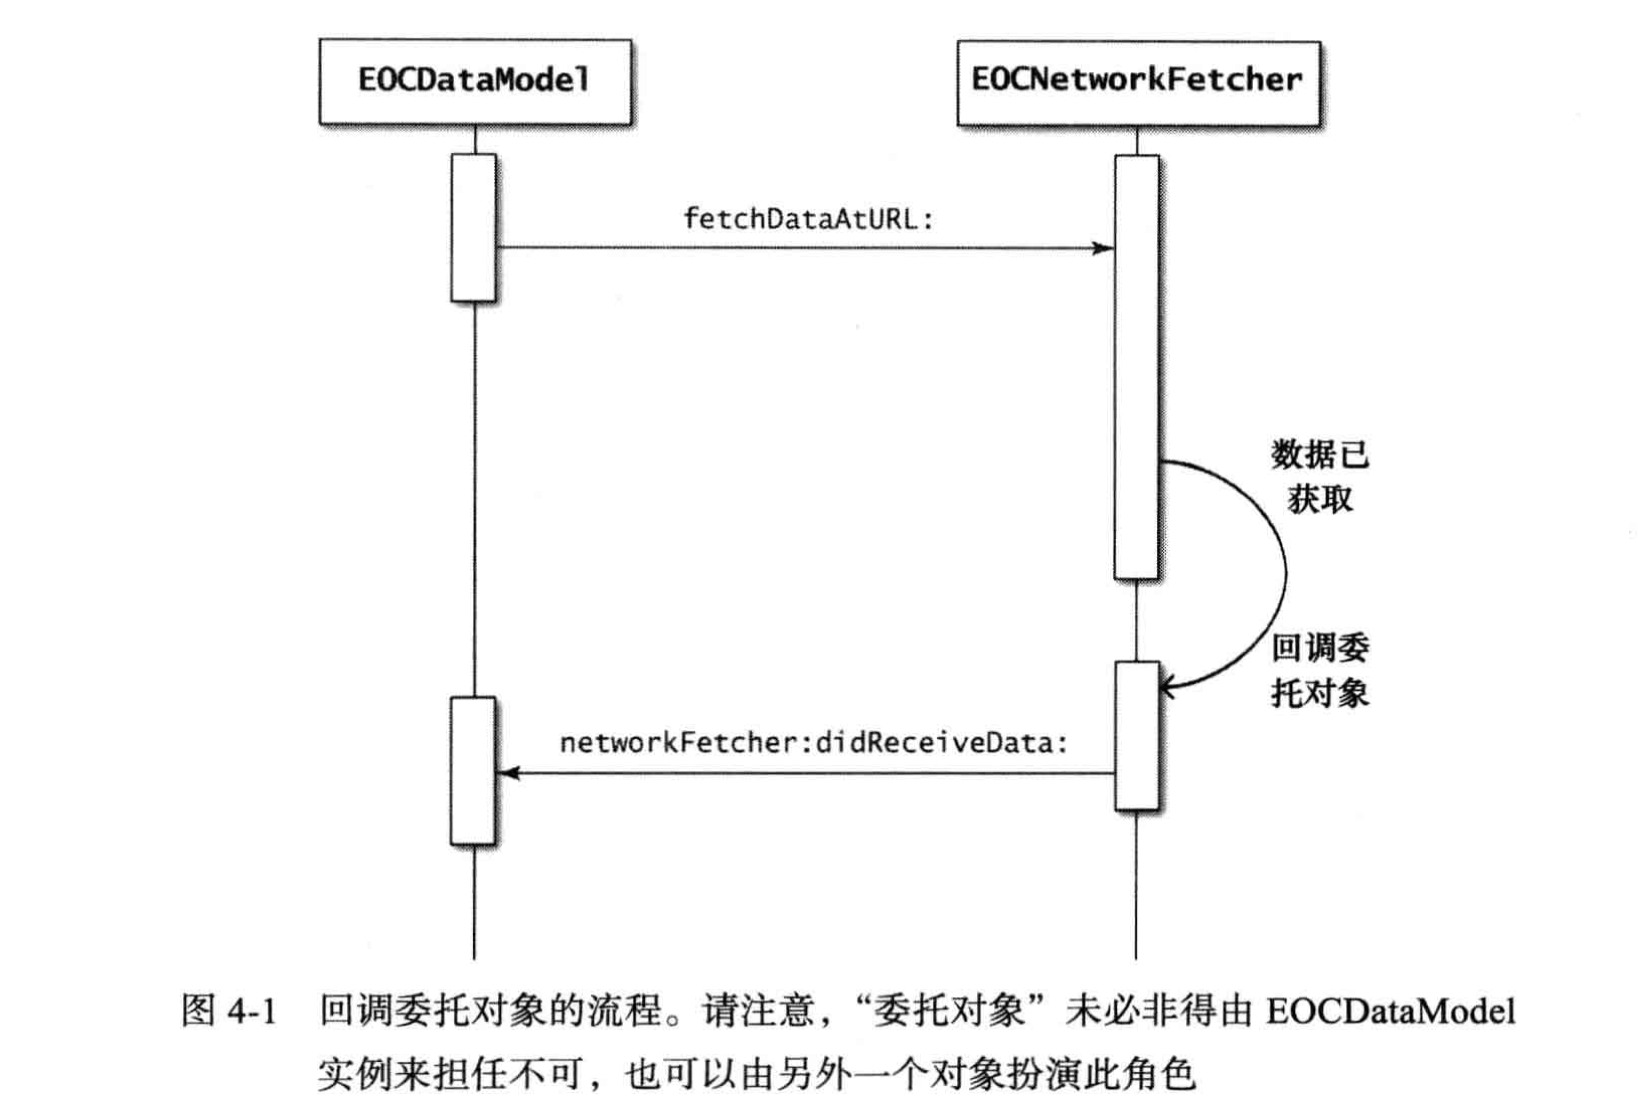 EOCDataModel
EOCNetworkFetcher
fetchDataAtURL:
数据已
获取
回调委
托对象
networkFetcher:didReceiveData:
图 4-1 回调委托对象的流程。请注意，“委托对象”未必非得由 EOCDataModel
实例来担任不可，也可以由另外一个对象扮演此角色